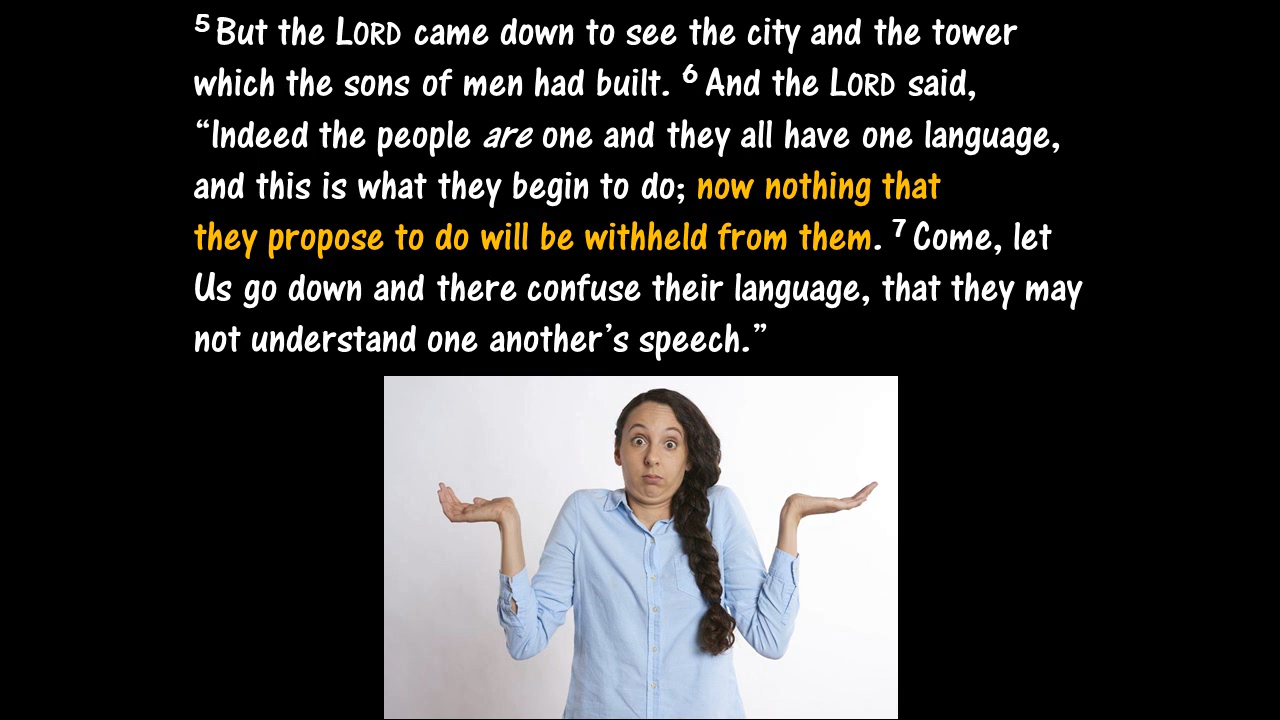 ⁵ But the LORD came down to see the city and the tower
which the sons of men had built. ⁶ And the LORD said,
“Indeed the people are one and they all have one language,
and this is what they begin to do; now nothing that
they propose to do will be withheld from them. ⁷ Come, let
Us go down and there confuse their language, that they may
not understand one another’s speech.”